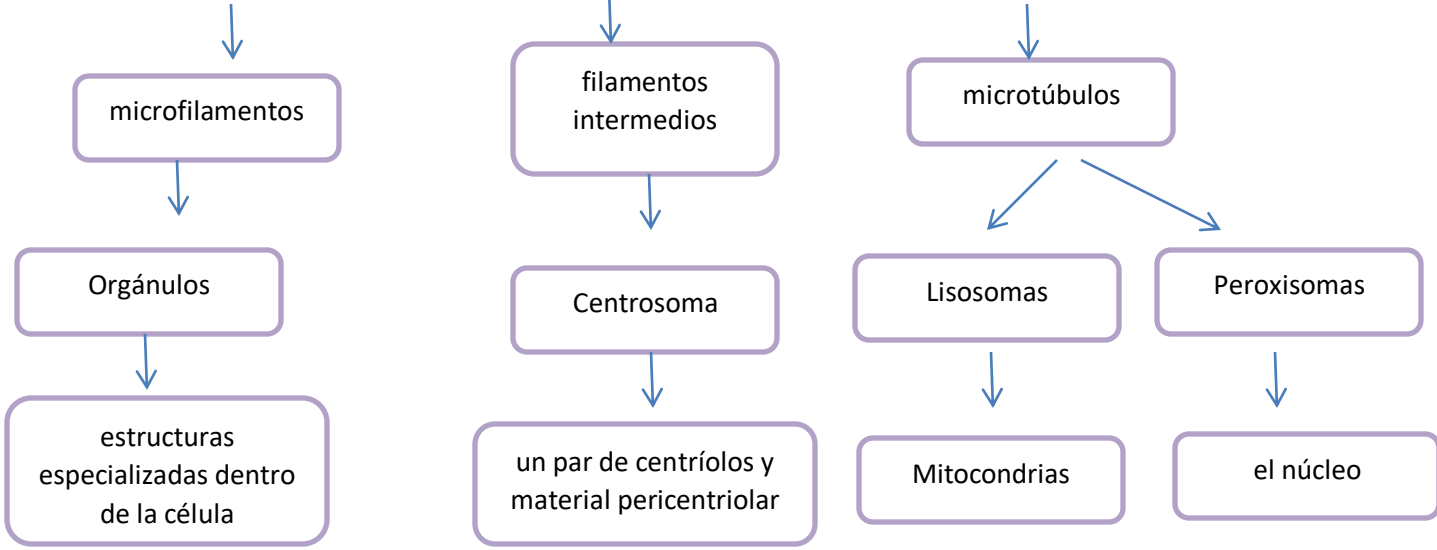 microfilamentos
filamentos
intermedios
microtúbulos
Orgánulos
Centrosoma
Lisosomas
Peroxisomas
estructuras
especializadas dentro
de la célula
un par de centríolos y
material pericentriolar
Mitocondrias
el núcleo